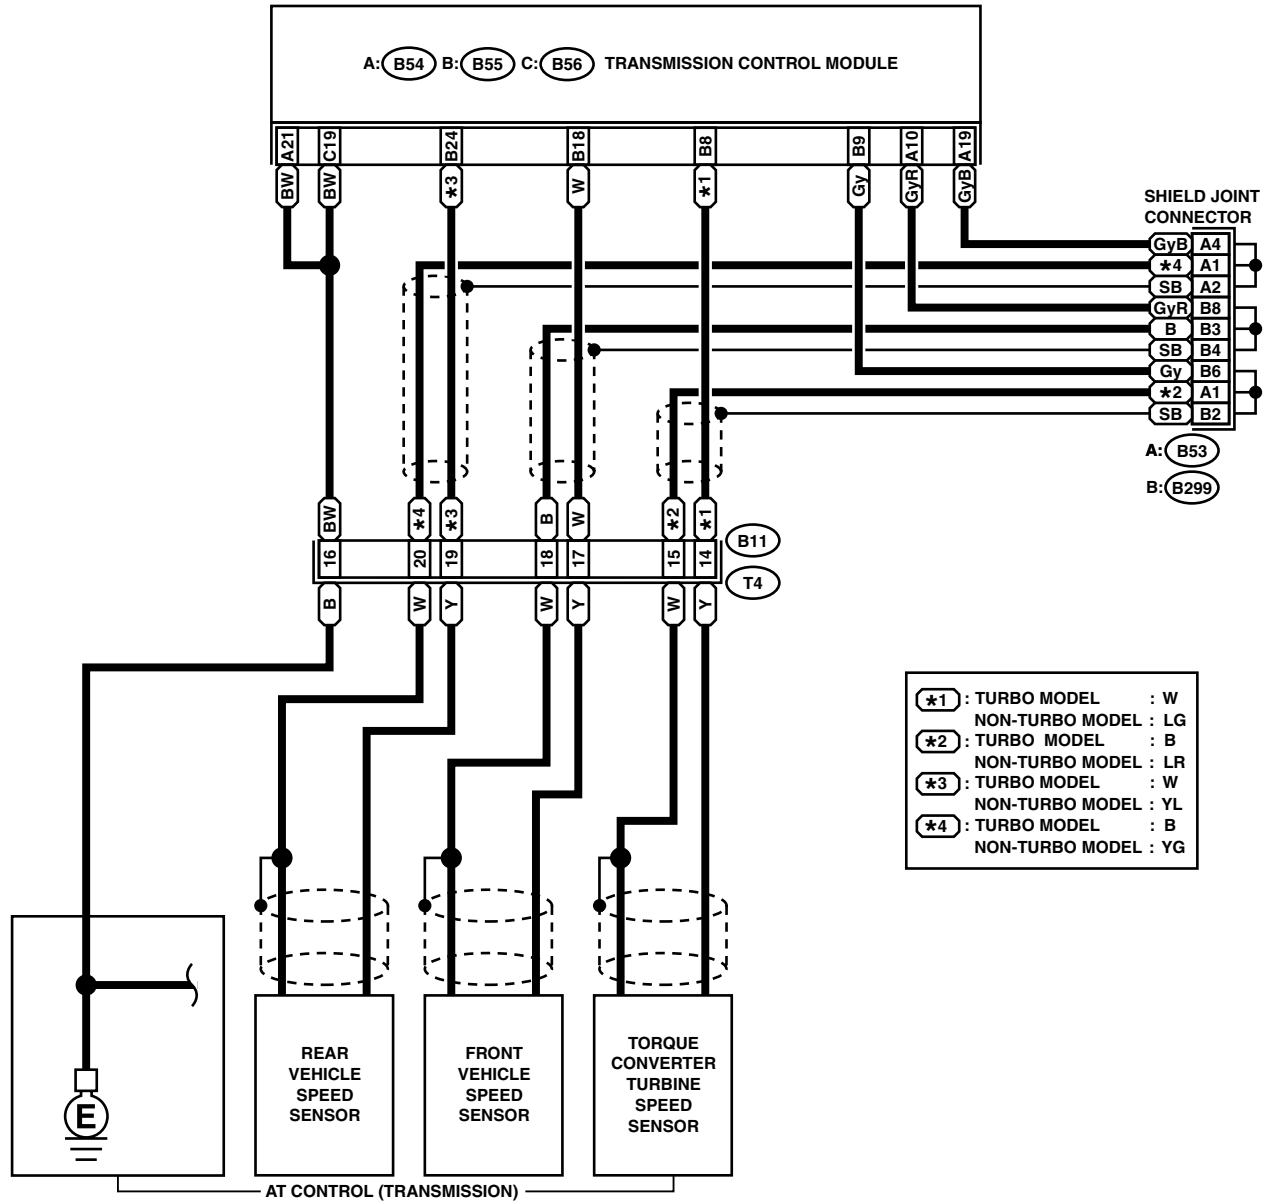 A: B54 B: B55 C: B56 TRANSMISSION CONTROL MODULE
A21 C19 B24 B18 B8 B9 A10 A19
BW BW *3 W *1 Gy GyR GyB
SHIELD JOINT
CONNECTOR
GyB A4
*4 A1
SB A2
GyR B8
B B3
SB B4
Gy B6
*2 A1
SB B2
A: B53
B: B299
BW *4 *3 B W *2 *1
B11
16 20 19 18 17 15 14
T4
B W Y W Y W Y
*1 : TURBO MODEL : W
NON-TURBO MODEL : LG
*2 : TURBO MODEL : B
NON-TURBO MODEL : LR
*3 : TURBO MODEL : W
NON-TURBO MODEL : YL
*4 : TURBO MODEL : B
NON-TURBO MODEL : YG
E
REAR
VEHICLE
SPEED
SENSOR
FRONT
VEHICLE
SPEED
SENSOR
TORQUE
CONVERTER
TURBINE
SPEED
SENSOR
AT CONTROL (TRANSMISSION)